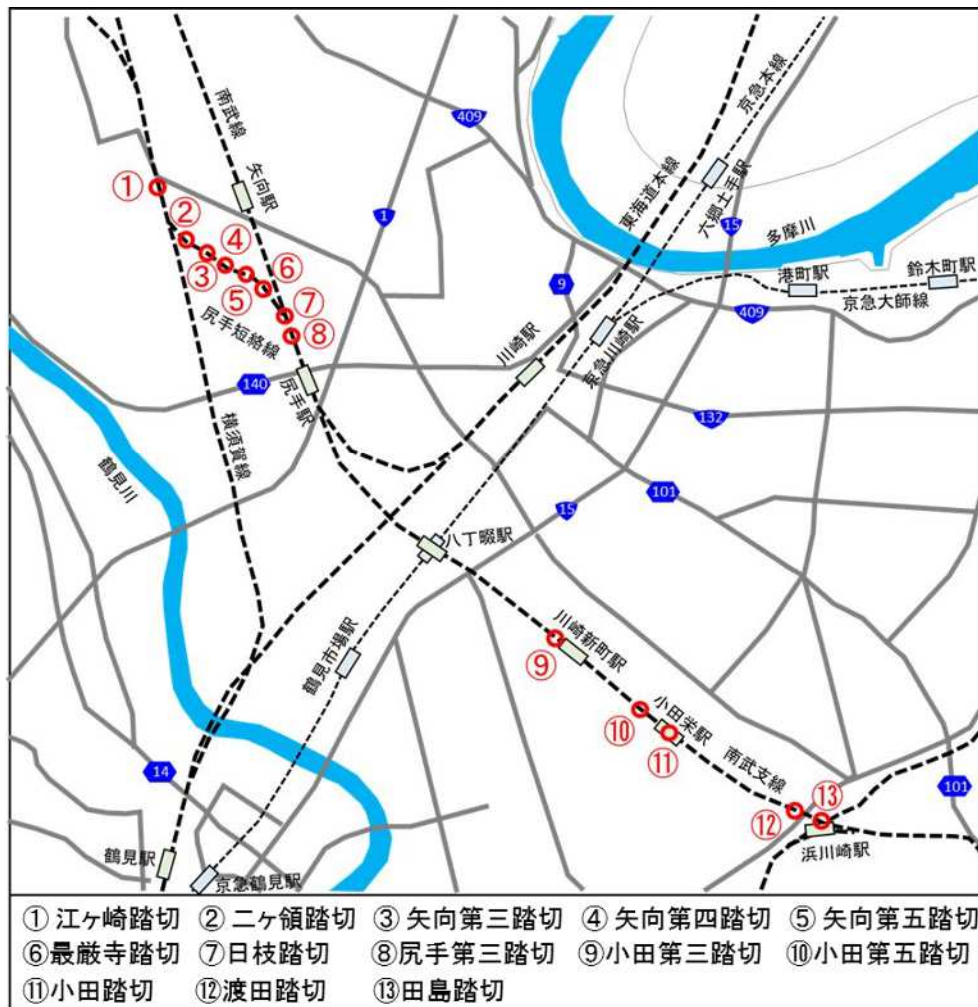 南武線
409
京急本線
①
矢向駅
東海道本線
六郷土手駅
②
1
15
多摩川
④
③
⑥
港町駅
鈴木町駅
⑤
⑦
9
京急大師線
尻手短絡線
⑧
川崎駅
京急川崎駅
409
140
尻手駅
132
横須賀線
鶴見川
101
15
八丁畷駅
鶴見市場駅
川崎新町駅
⑨
小田栄駅
⑩
⑪
南武支線
14
⑬
101
⑫
鶴見駅
京急鶴見駅
浜川崎駅
①江ヶ崎踏切 ②二ヶ領踏切 ③矢向第三踏切 ④矢向第四踏切 ⑤矢向第五踏切
⑥最厳寺踏切 ⑦日枝踏切 ⑧尻手第三踏切 ⑨小田第三踏切 ⑩小田第五踏切
⑪小田踏切 ⑫渡田踏切 ⑬田島踏切